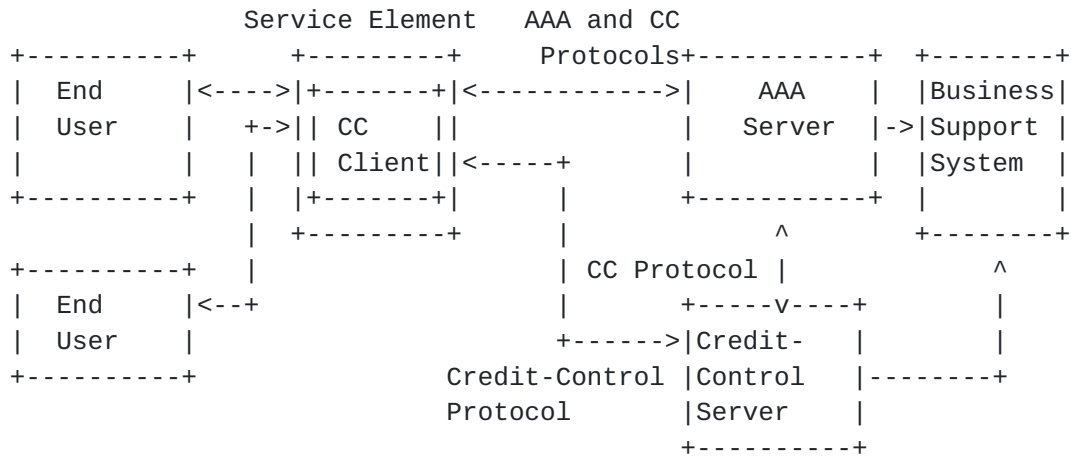 Service Element   AAA and CC
+----------+      +---------+     Protocols+-----------+  +--------+
|  End     |<---->|+-------+|<------------>|    AAA    |  |Business|
|  User    |   +->|| CC    ||              |   Server  |->|Support |
|          |   |  || Client||<-----+       |           |  |System  |
+----------+   |  |+-------+|      |       +-----------+  |        |
               |  +---------+      |             ^        +--------+
+----------+   |                   | CC Protocol |             ^
|  End     |<--+                   |       +-----v----+        |
|  User    |                       +------>|Credit-   |        |
+----------+                Credit-Control |Control   |--------+
                            Protocol       |Server    |
                                           +----------+